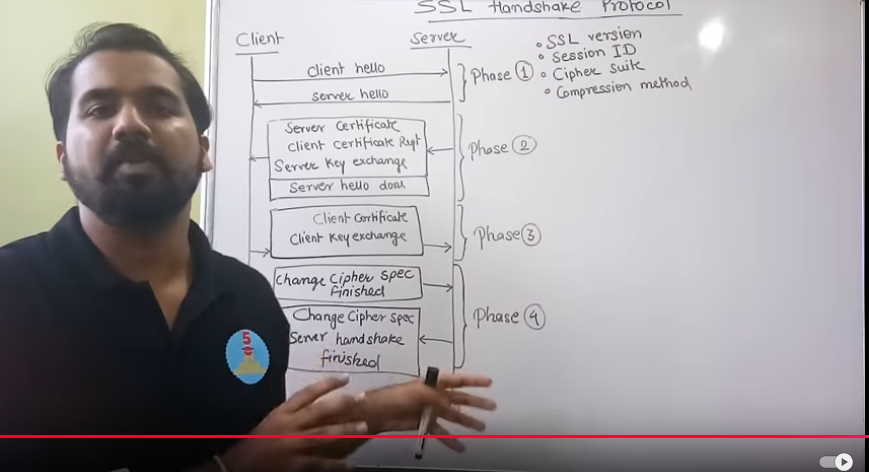 SSL Handshake Protocol
Client
Server
client hello
server hello
Phase 1
SSL version
Session ID
Cipher suit
Compression method
Server Certificate
Client Certificate Reqt
Server Key exchange
Server hello done
Phase 2
Client Certificate
Client Key exchange
Phase 3
Change Cipher spec
finished
Change Cipher spec
Server handshake
finished
Phase 4
5